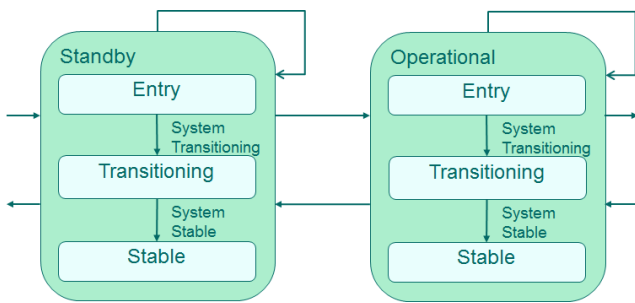 Standby
Entry
System
Transitioning
Transitioning
System
Stable
Stable
Operational
Entry
System
Transitioning
Transitioning
System
Stable
Stable